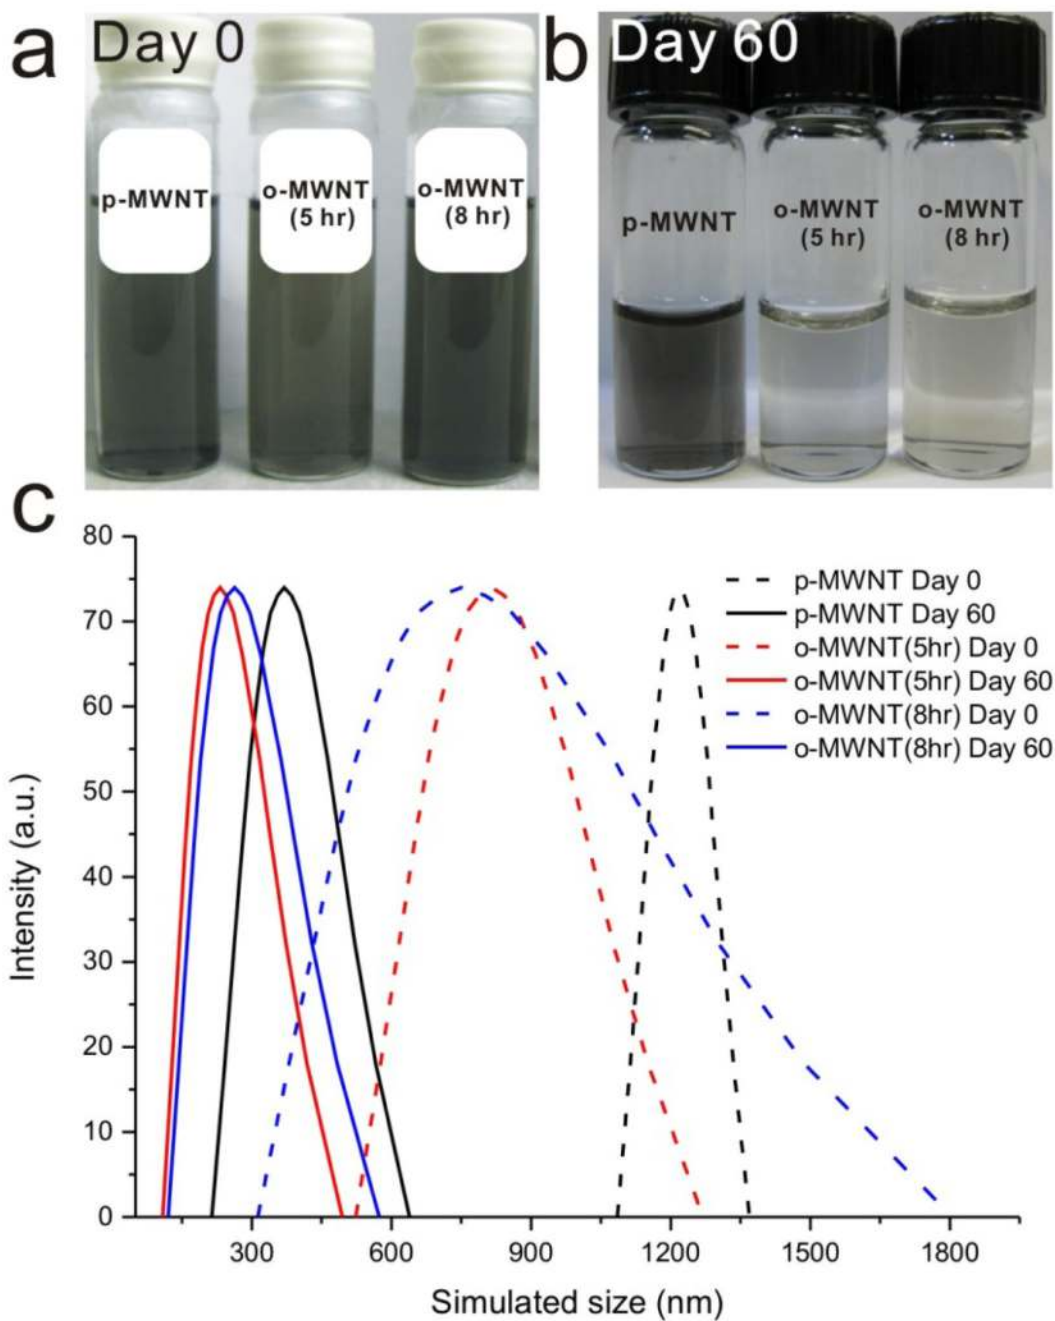 a
Day 0
b
Day 60
p-MWNT
o-MWNT
(5 hr)
o-MWNT
(8 hr)
p-MWNT
o-MWNT
(5 hr)
o-MWNT
(8 hr)
c
80
70
60
50
40
30
20
10
0
Intensity (a.u.)
p-MWNT Day 0
p-MWNT Day 60
o-MWNT(5hr) Day 0
o-MWNT(5hr) Day 60
o-MWNT(8hr) Day 0
o-MWNT(8hr) Day 60
300 600 900 1200 1500 1800
Simulated size (nm)